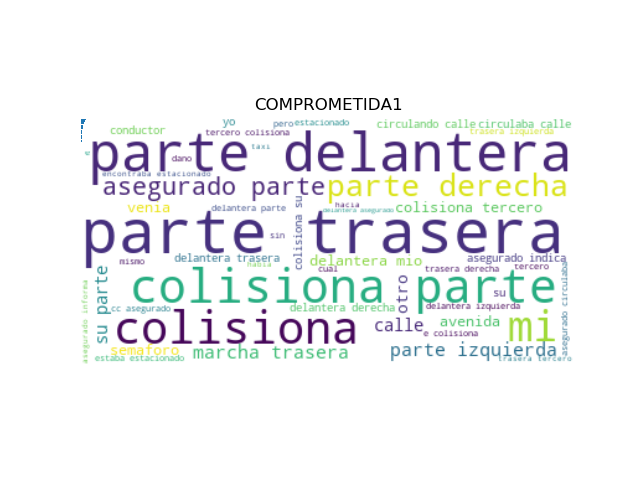 COMPROMETIDA1
yo
pero
estacionado
circulando calle
circulaba calle
conductor
tercero colisiona
trasera izquierda
parte delantera
taxi
e
dano
encontraba estacionado
asegurado parte
parte derecha
venia
delantera parte
colisiona su
hacia
delantera asegurado
colisiona tercero
parte trasera
sin
mismo
delantera trasera
habia
delantera mio
cual
asegurado indica
trasera derecha
tercero
colisiona parte
su parte
otro
su
asegurado informa
cc asegurado
delantera derecha
delantera izquierda
asegurado circulaba
colisiona
calle
avenida
e colisiona
mi
semaforo
marcha trasera
parte izquierda
estaba estacionado
trasera tercero